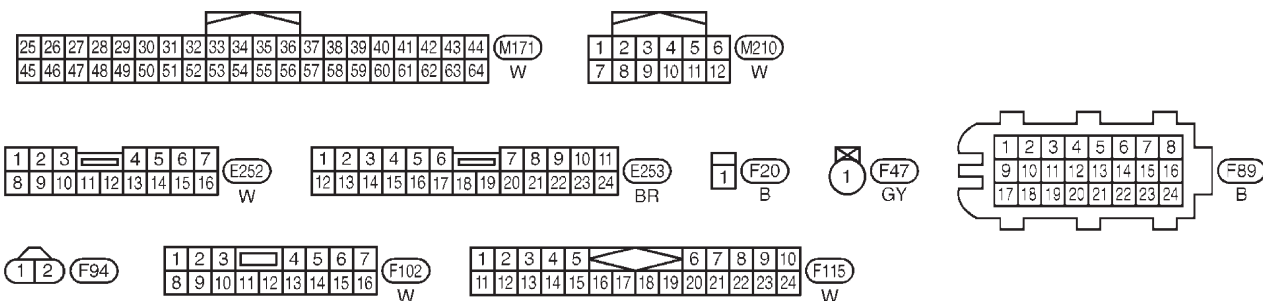 25 26 27 28 29 30 31 32 33 34 35 36 37 38 39 40 41 42 43 44 M171
45 46 47 48 49 50 51 52 53 54 55 56 57 58 59 60 61 62 63 64 W
1 2 3 4 5 6 M210
7 8 9 10 11 12 W
1 2 3 4 5 6 7 E252
8 9 10 11 12 13 14 15 16 W
1 2 3 4 5 6 7 8 9 10 11 E253
12 13 14 15 16 17 18 19 20 21 22 23 24 BR
1 F20
B
1 F47
GY
1 2 3 4 5 6 7 8
9 10 11 12 13 14 15 16 F89
17 18 19 20 21 22 23 24 B
1 2 F94
1 2 3 4 5 6 7 F102
8 9 10 11 12 13 14 15 16 W
1 2 3 4 5 6 7 8 9 10 F115
11 12 13 14 15 16 17 18 19 20 21 22 23 24 W